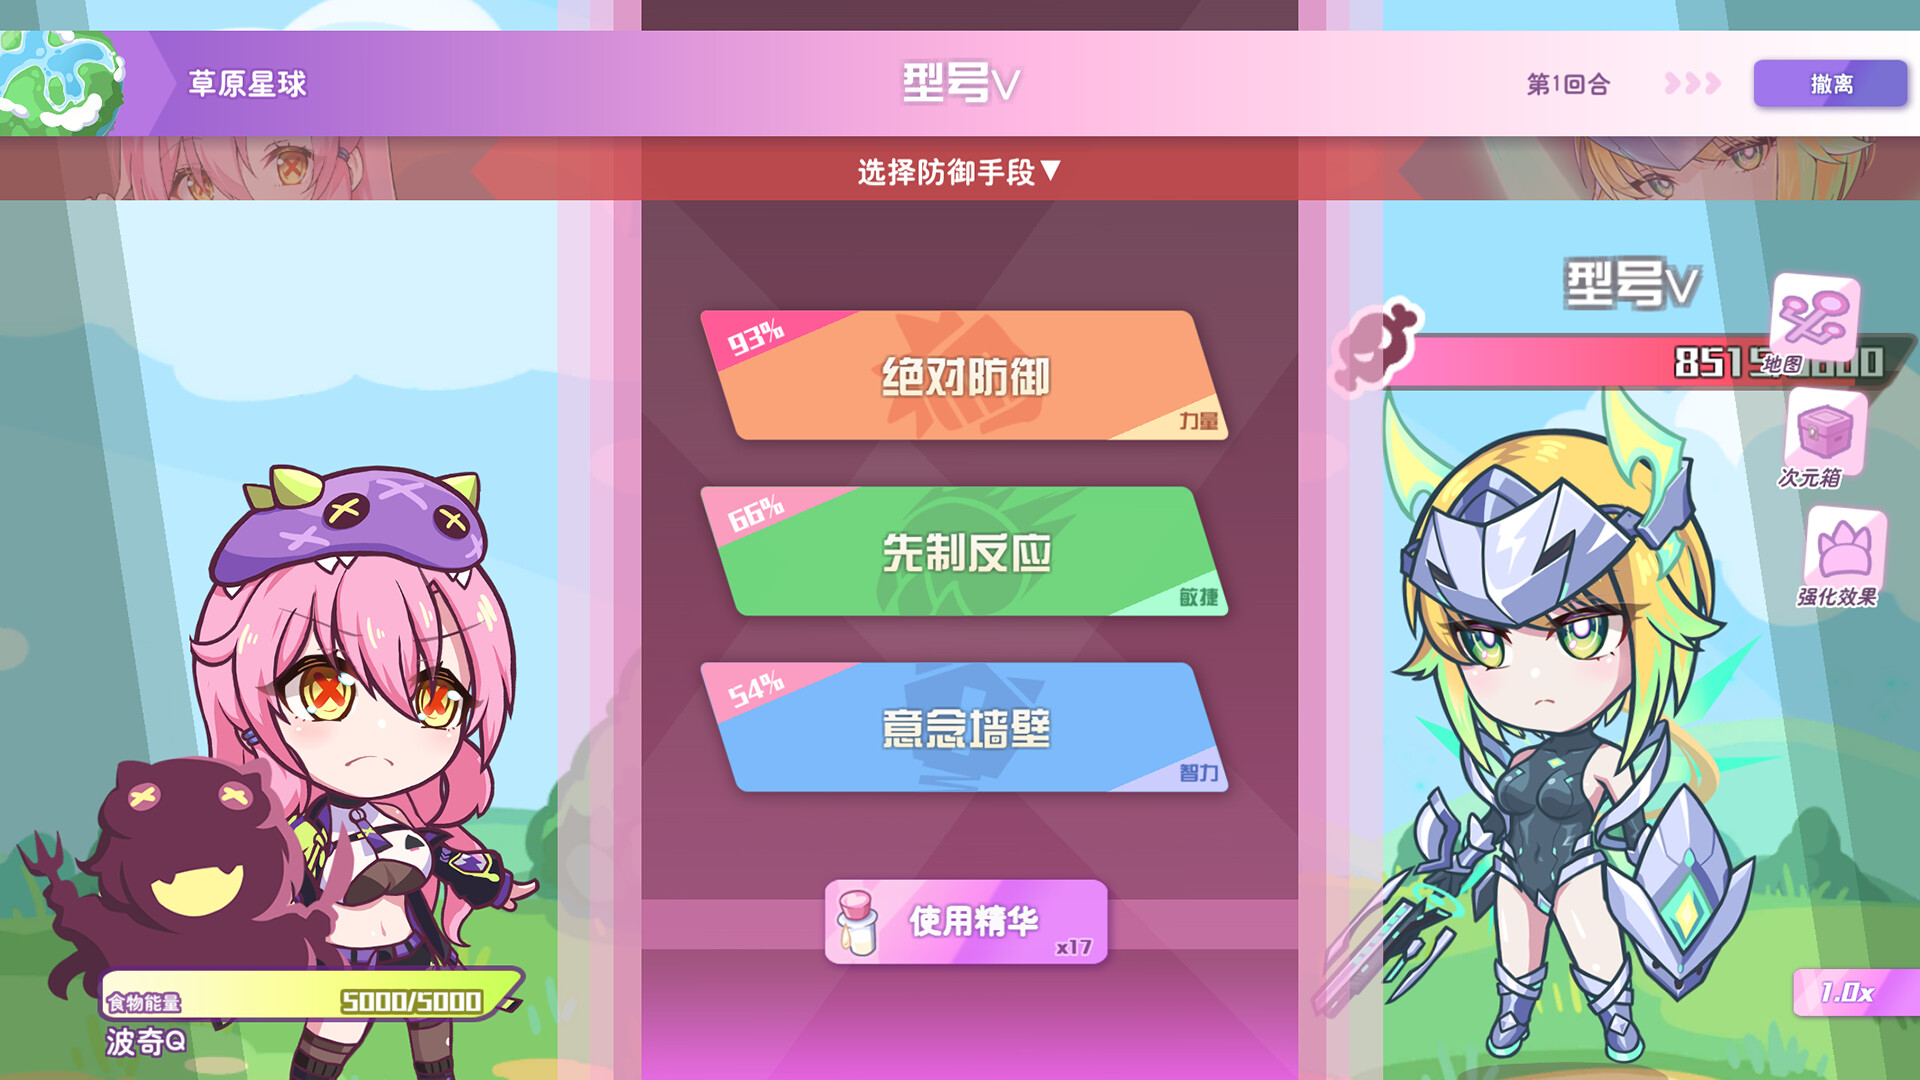 草原星球
型号V
第1回合
撤离
选择防御手段▼
型号V
地图
次元箱
强化效果
93%
绝对防御
力量
66%
先制反应
敏捷
54%
意念墙壁
智力
使用精华
x17
食物能量
5000/5000
波奇Q
1.0x